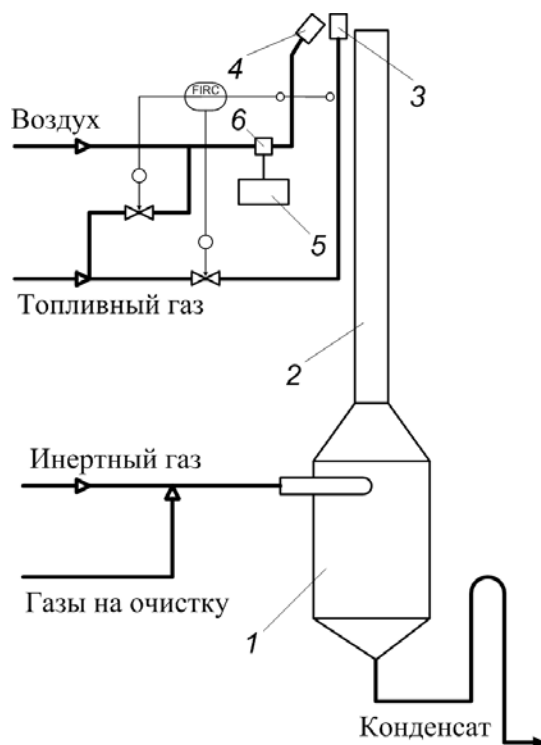 4
3
FIRC
Воздух
6
5
Топливный газ
2
Инертный газ
Газы на очистку
1
Конденсат